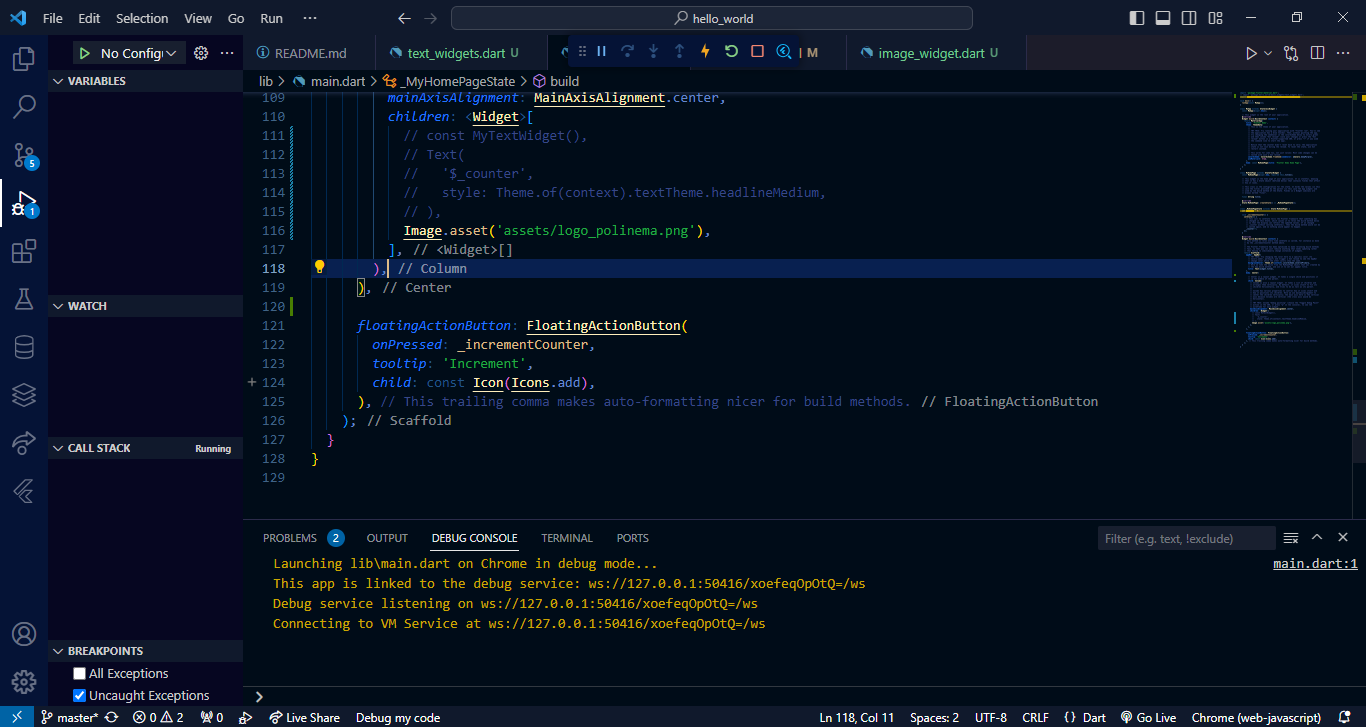 File Edit Selection View Go Run ··· hello_world
No Config README.md text_widgets.dart U M image_widget.dart U
lib > main.dart > _MyHomePageState > build
VARIABLES
109 mainAxisAlignment: MainAxisAlignment.center,
110 children: <Widget>[
111 // const MyTextWidget(),
112 // Text(
113 //   '$_counter',
114 //   style: Theme.of(context).textTheme.headlineMedium,
115 // ),
116 Image.asset('assets/logo_polinema.png'),
117 ], // <Widget>[]
118 ), // Column
119 ), // Center
120
WATCH
121 floatingActionButton: FloatingActionButton(
122 onPressed: _incrementCounter,
123 tooltip: 'Increment',
124 child: const Icon(Icons.add),
125 ), // This trailing comma makes auto-formatting nicer for build methods. // FloatingActionButton
126 ); // Scaffold
127 }
128 }
129
CALL STACK Running
PROBLEMS 2 OUTPUT DEBUG CONSOLE TERMINAL PORTS Filter (e.g. text, !exclude)
Launching lib\main.dart on Chrome in debug mode... main.dart:1
This app is linked to the debug service: ws://127.0.0.1:50416/xoefeqOpOtQ=/ws
Debug service listening on ws://127.0.0.1:50416/xoefeqOpOtQ=/ws
Connecting to VM Service at ws://127.0.0.1:50416/xoefeqOpOtQ=/ws
BREAKPOINTS
All Exceptions
Uncaught Exceptions
5
1
master* 0 2 0 Live Share Debug my code Ln 118, Col 11 Spaces: 2 UTF-8 CRLF {} Dart Go Live Chrome (web-javascript)